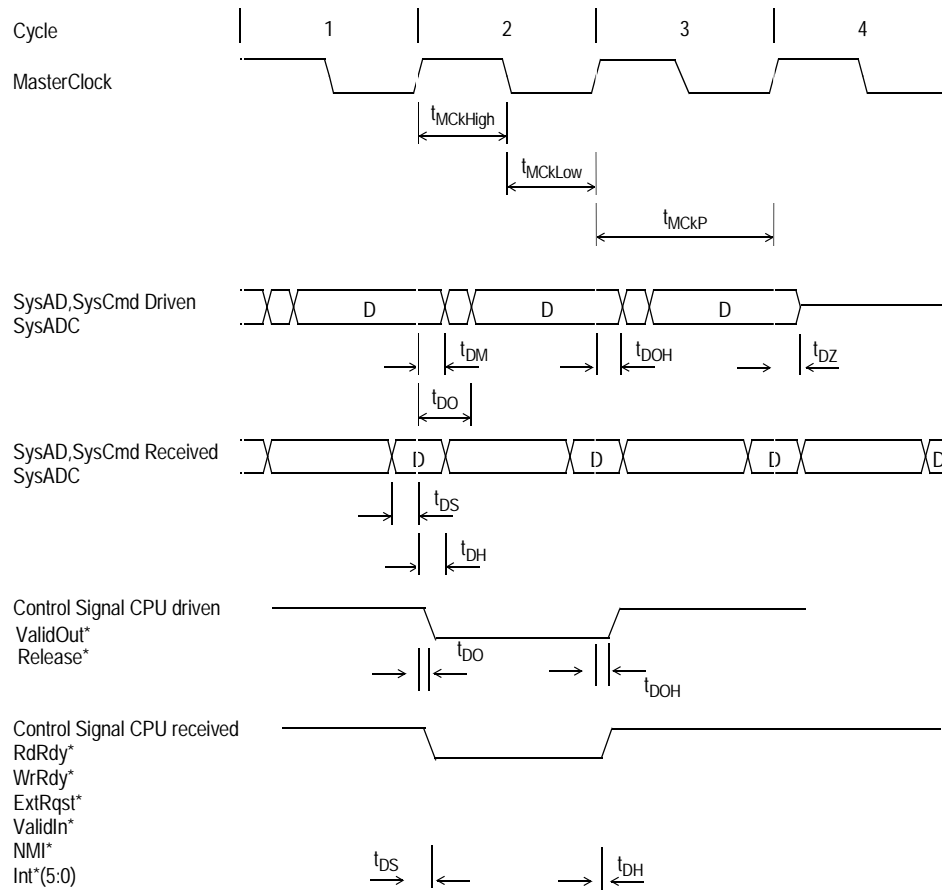 Cycle 1 2 3 4
MasterClock
tMCkHigh
tMCkLow
tMCkP
SysAD,SysCmd Driven
SysADC
D D D
tDM tDOH tDZ
tDO
SysAD,SysCmd Received
SysADC
D D D D
tDS
tDH
Control Signal CPU driven
ValidOut*
Release*
tDO
tDOH
Control Signal CPU received
RdRdy*
WrRdy*
ExtRqst*
ValidIn*
NMI*
Int*(5:0)
tDS tDH